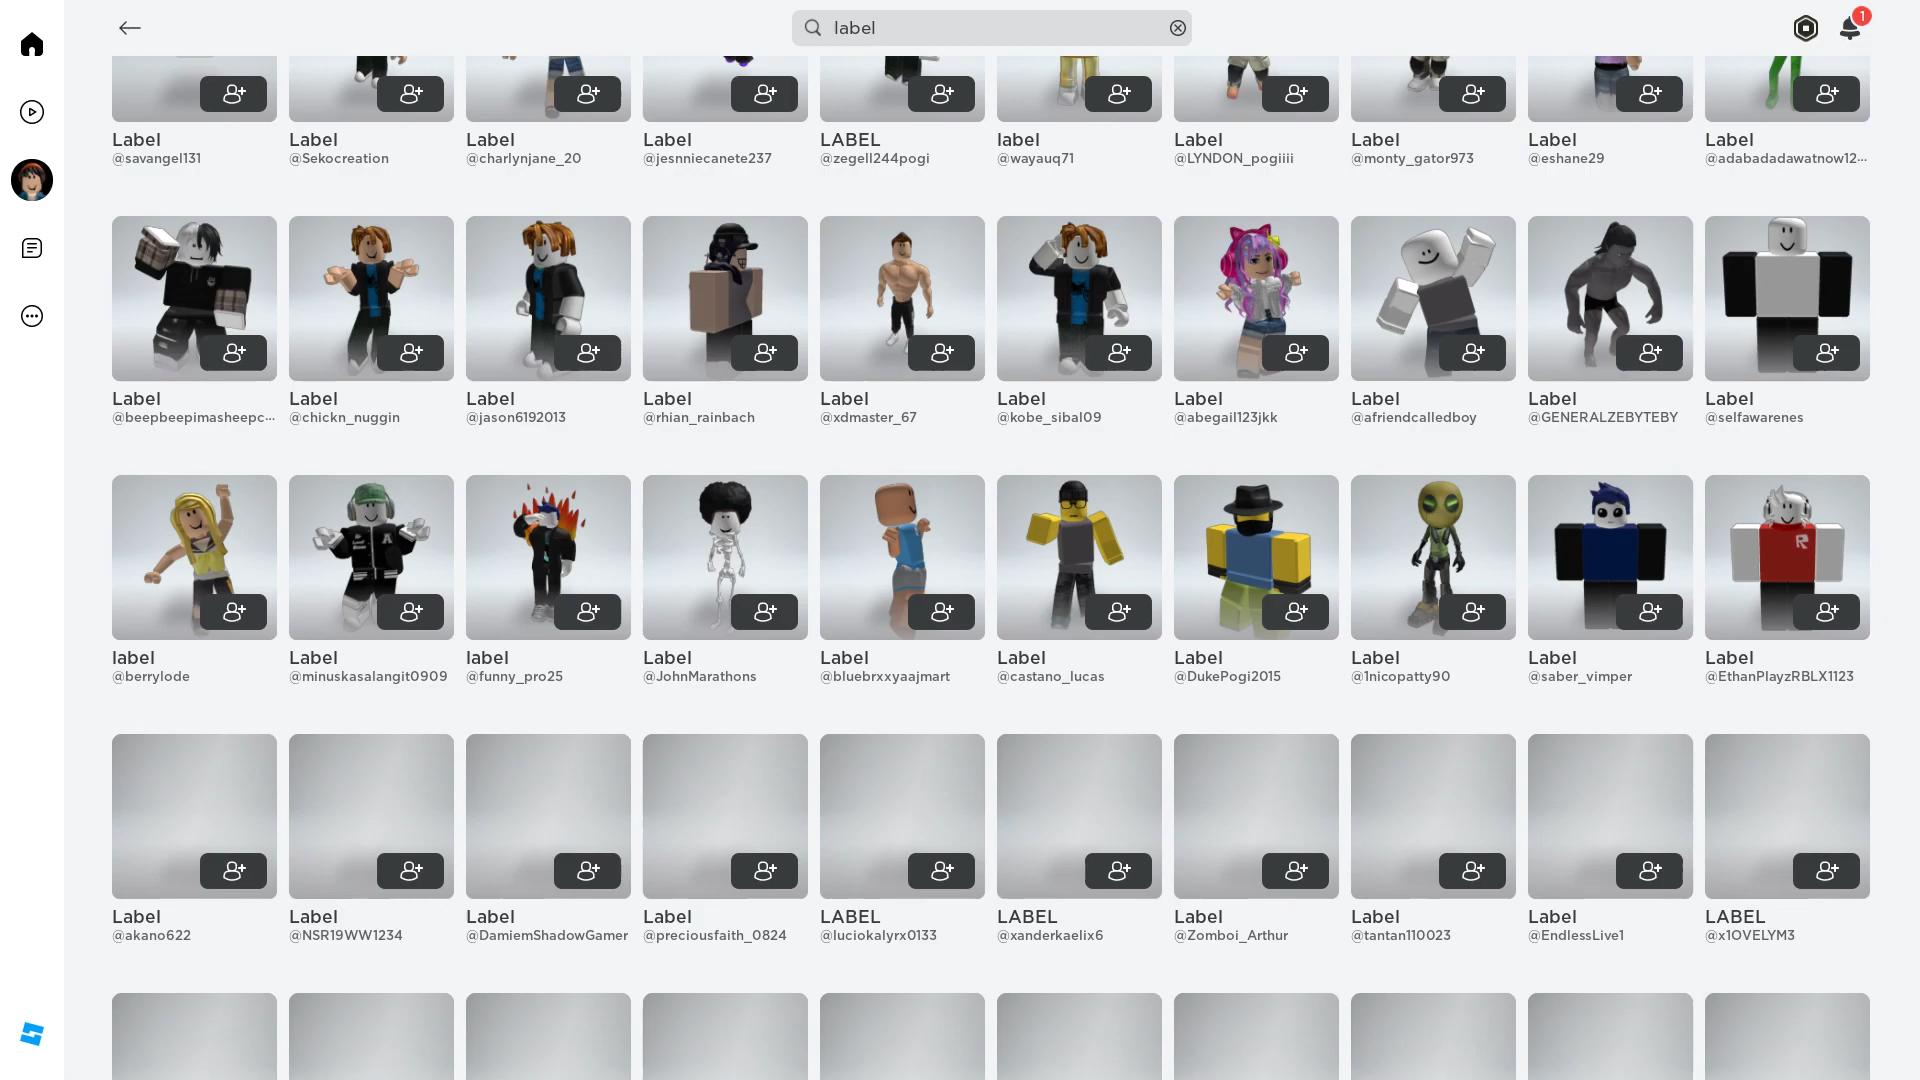 label
1
Label
@savangel131
Label
@Sekocreation
Label
@charlynjane_20
Label
@jesnniecanete237
LABEL
@zegell244pogi
label
@wayauq71
Label
@LYNDON_pogiiii
Label
@monty_gator973
Label
@eshane29
Label
@adabadadawatnow12...
Label
@beepbeepimasheepc...
Label
@chickn_nuggin
Label
@jason6192013
Label
@rhian_rainbach
Label
@xdmaster_67
Label
@kobe_sibal09
Label
@abegail123jkk
Label
@afriendcalledboy
Label
@GENERALZEBYTEBY
Label
@selfawarenes
label
@berrylode
Label
@minuskasalangit0909
label
@funny_pro25
Label
@JohnMarathons
Label
@bluebrxxyaajmart
Label
@castano_lucas
Label
@DukePogi2015
Label
@1nicopatty90
Label
@saber_vimper
Label
@EthanPlayzRBLX1123
Label
@akano622
Label
@NSR19WW1234
Label
@DamiemShadowGamer
Label
@preciousfaith_0824
LABEL
@luciokalyrx0133
LABEL
@xanderkaelix6
Label
@Zomboi_Arthur
Label
@tantan110023
Label
@EndlessLive1
LABEL
@x1OVELYM3